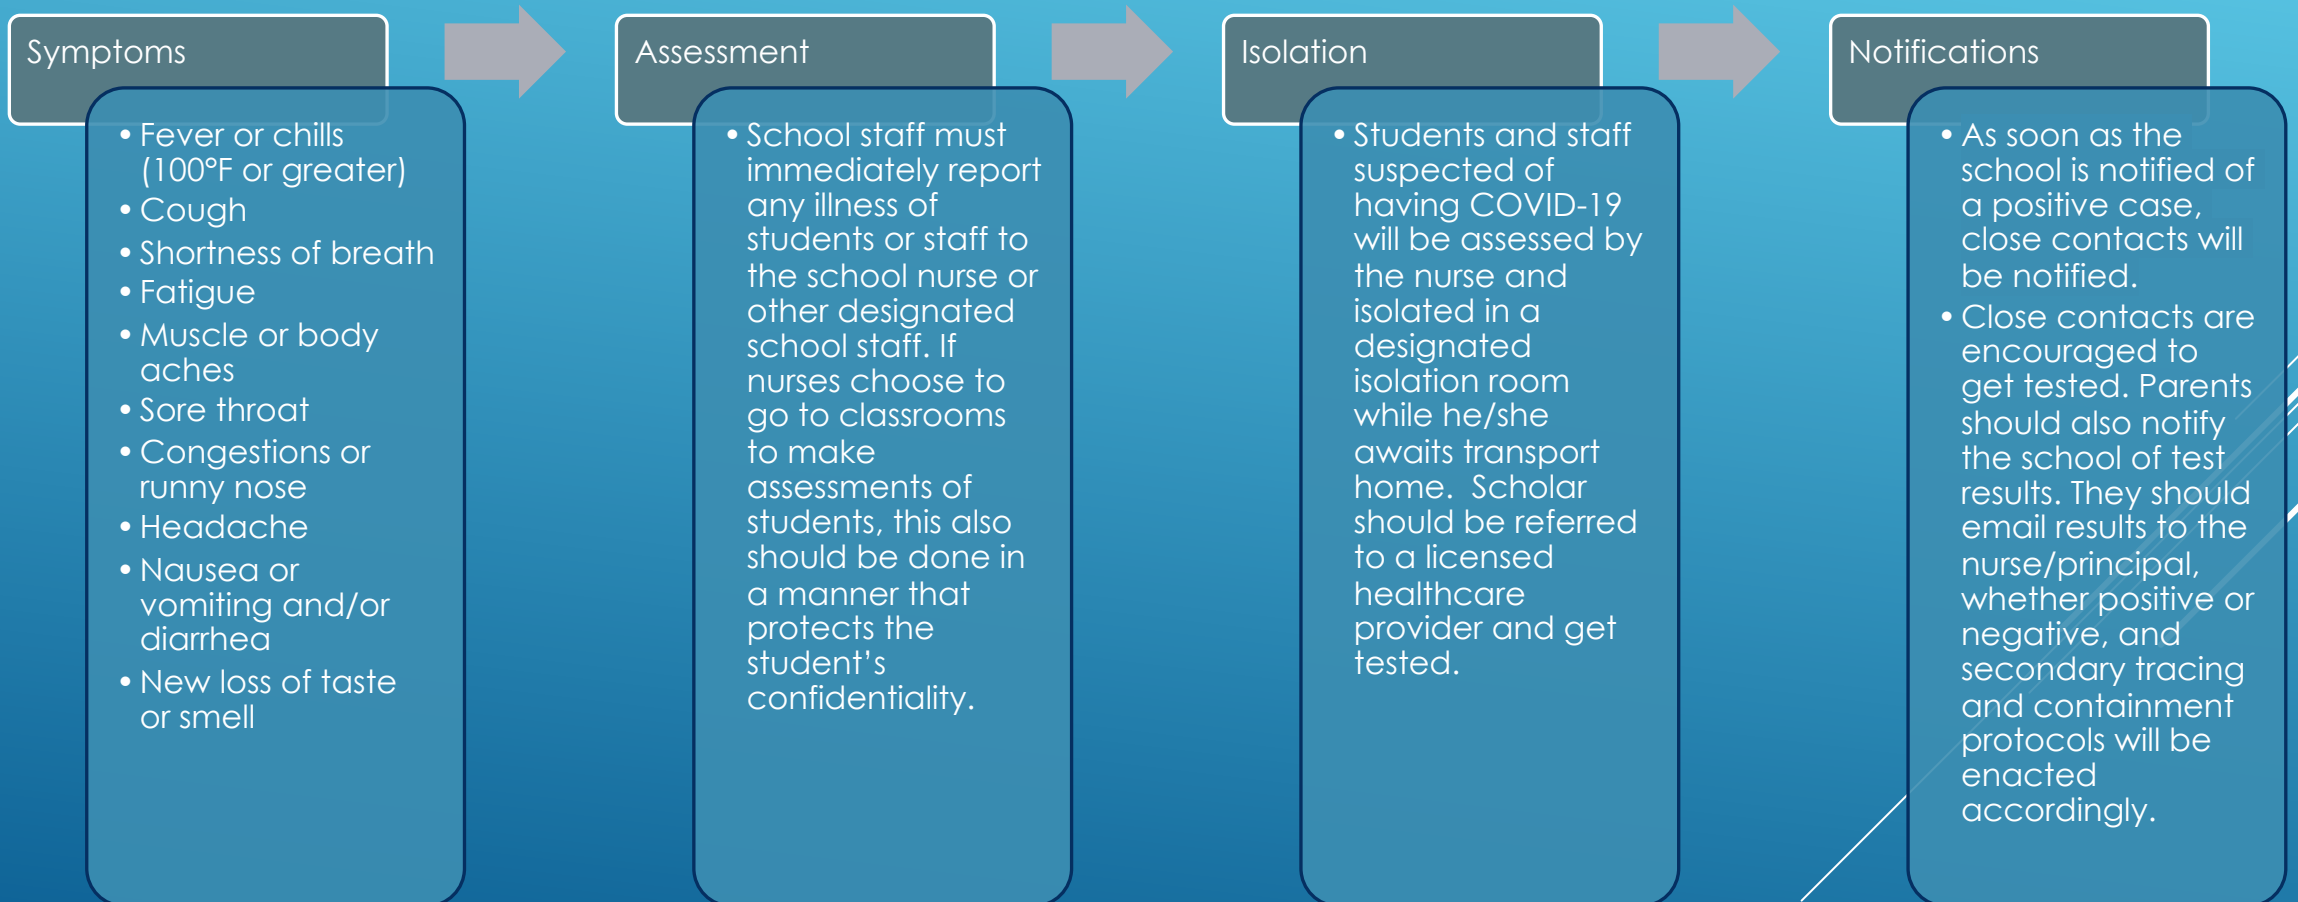 Symptoms
• Fever or chills
(100°F or greater)
• Cough
• Shortness of breath
• Fatigue
• Muscle or body
aches
• Sore throat
• Congestions or
runny nose
• Headache
• Nausea or
vomiting and/or
diarrhea
• New loss of taste
or smell
Assessment
• School staff must
immediately report
any illness of
students or staff to
the school nurse or
other designated
school staff. If
nurses choose to
go to classrooms
to make
assessments of
students, this also
should be done in
a manner that
protects the
student’s
confidentiality.
Isolation
• Students and staff
suspected of
having COVID-19
will be assessed by
the nurse and
isolated in a
designated
isolation room
while he/she
awaits transport
home.  Scholar
should be referred
to a licensed
healthcare
provider and get
tested.
Notifications
• As soon as the
school is notified of
a positive case,
close contacts will
be notified.
• Close contacts are
encouraged to
get tested. Parents
should also notify
the school of test
results. They should
email results to the
nurse/principal,
whether positive or
negative, and
secondary tracing
and containment
protocols will be
enacted
accordingly.